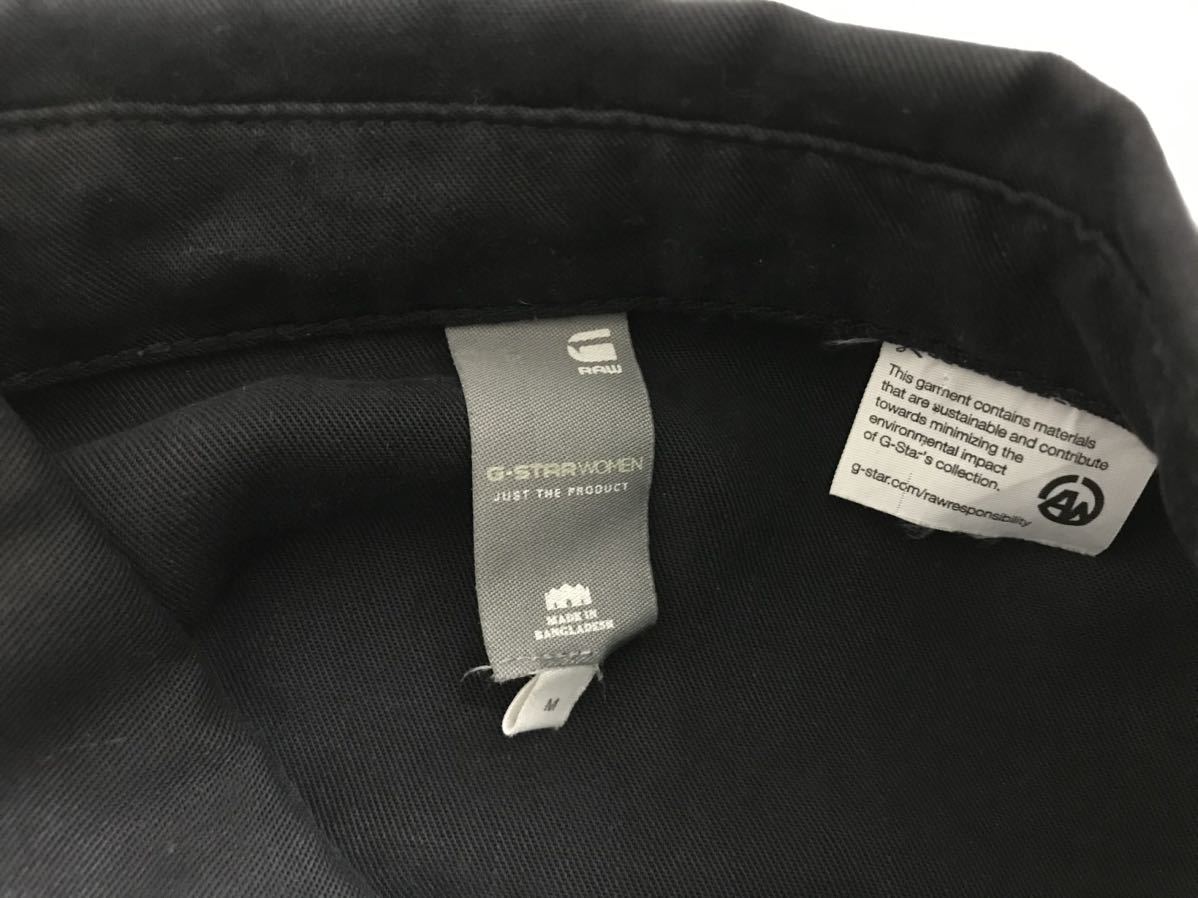 RAW
G-STAR WOMEN
JUST THE PRODUCT
MADE IN
BANGLADESH
M
This garment contains materials
that are sustainable and contribute
towards minimizing the
environmental impact
of G-Star's collection.
g-star.com/rawresponsibility